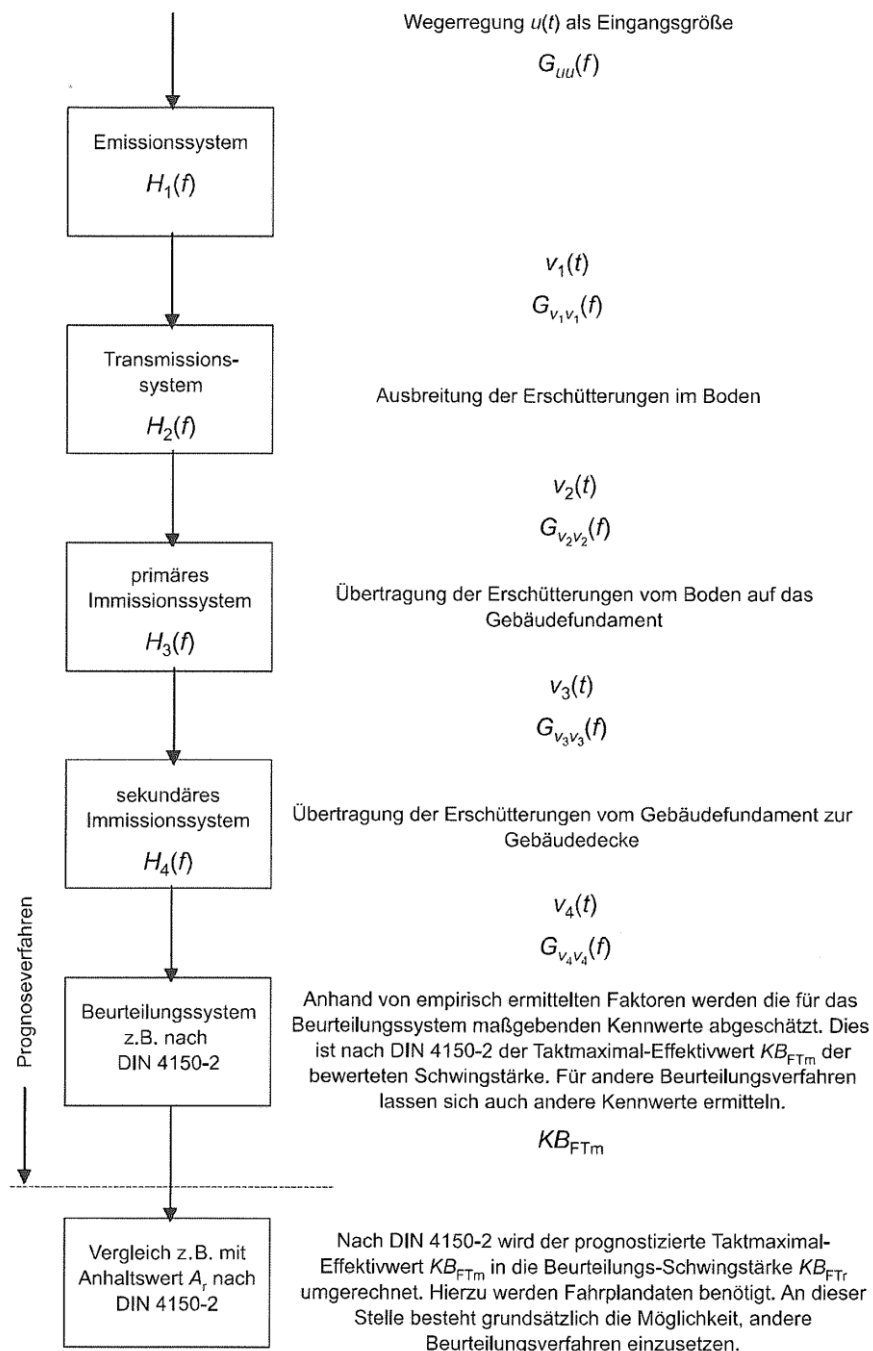 Wegerregung u(t) als Eingangsgröße
G_uu(f)
Emissionssystem
H_1(f)
v_1(t)
G_v_1v_1(f)
Transmissions-
system
H_2(f)
Ausbreitung der Erschütterungen im Boden
v_2(t)
G_v_2v_2(f)
primäres
Immissionssystem
H_3(f)
Übertragung der Erschütterungen vom Boden auf das
Gebäudefundament
v_3(t)
G_v_3v_3(f)
sekundäres
Immissionssystem
H_4(f)
Übertragung der Erschütterungen vom Gebäudefundament zur
Gebäudedecke
v_4(t)
G_v_4v_4(f)
Prognoseverfahren
Beurteilungssystem
z.B. nach
DIN 4150-2
Anhand von empirisch ermittelten Faktoren werden die für das
Beurteilungssystem maßgebenden Kennwerte abgeschätzt. Dies
ist nach DIN 4150-2 der Taktmaximal-Effektivwert KB_FTm der
bewerteten Schwingstärke. Für andere Beurteilungsverfahren
lassen sich auch andere Kennwerte ermitteln.
KB_FTm
Vergleich z.B. mit
Anhaltswert A_r nach
DIN 4150-2
Nach DIN 4150-2 wird der prognostizierte Taktmaximal-
Effektivwert KB_FTm in die Beurteilungs-Schwingstärke KB_FTr
umgerechnet. Hierzu werden Fahrplandaten benötigt. An dieser
Stelle besteht grundsätzlich die Möglichkeit, andere
Beurteilungsverfahren einzusetzen.